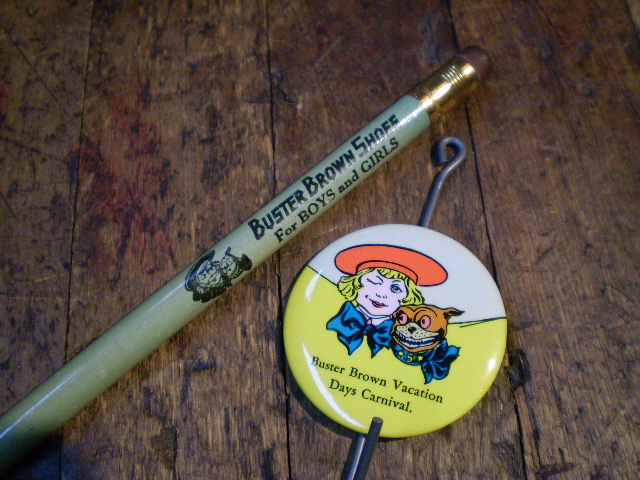 BUSTER BROWN SHOES
For BOYS and GIRLS
Buster Brown Vacation
Days Carnival.